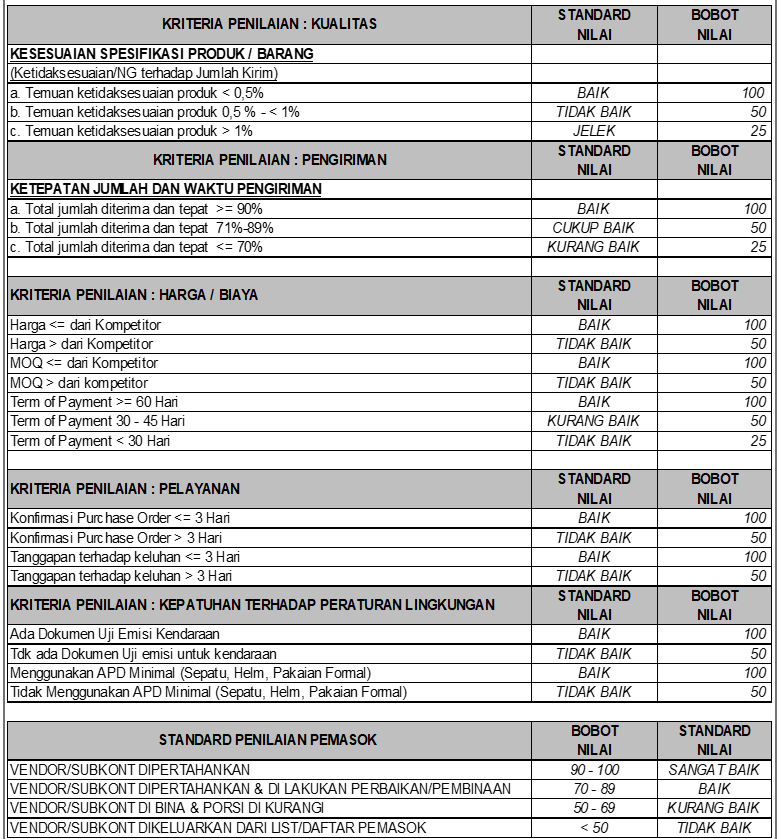 KRITERIA PENILAIAN : KUALITAS STANDARD NILAI BOBOT NILAI
KESESUAIAN SPESIFIKASI PRODUK / BARANG
(Ketidaksesuaian/NG terhadap Jumlah Kirim)
a. Temuan ketidaksesuaian produk < 0,5% BAIK 100
b. Temuan ketidaksesuaian produk 0,5 % - < 1% TIDAK BAIK 50
c. Temuan ketidaksesuaian produk > 1% JELEK 25
KRITERIA PENILAIAN : PENGIRIMAN STANDARD NILAI BOBOT NILAI
KETEPATAN JUMLAH DAN WAKTU PENGIRIMAN
a. Total jumlah diterima dan tepat >= 90% BAIK 100
b. Total jumlah diterima dan tepat 71%-89% CUKUP BAIK 50
c. Total jumlah diterima dan tepat <= 70% KURANG BAIK 25
KRITERIA PENILAIAN : HARGA / BIAYA STANDARD NILAI BOBOT NILAI
Harga <= dari Kompetitor BAIK 100
Harga > dari Kompetitor TIDAK BAIK 50
MOQ <= dari Kompetitor BAIK 100
MOQ > dari kompetitor TIDAK BAIK 50
Term of Payment >= 60 Hari BAIK 100
Term of Payment 30 - 45 Hari KURANG BAIK 50
Term of Payment < 30 Hari TIDAK BAIK 25
KRITERIA PENILAIAN : PELAYANAN STANDARD NILAI BOBOT NILAI
Konfirmasi Purchase Order <= 3 Hari BAIK 100
Konfirmasi Purchase Order > 3 Hari TIDAK BAIK 50
Tanggapan terhadap keluhan <= 3 Hari BAIK 100
Tanggapan terhadap keluhan > 3 Hari TIDAK BAIK 50
KRITERIA PENILAIAN : KEPATUHAN TERHADAP PERATURAN LINGKUNGAN STANDARD NILAI BOBOT NILAI
Ada Dokumen Uji Emisi Kendaraan BAIK 100
Tdk ada Dokumen Uji emisi untuk kendaraan TIDAK BAIK 50
Menggunakan APD Minimal (Sepatu, Helm, Pakaian Formal) BAIK 100
Tidak Menggunakan APD Minimal (Sepatu, Helm, Pakaian Formal) TIDAK BAIK 50
STANDARD PENILAIAN PEMASOK BOBOT NILAI STANDARD NILAI
VENDOR/SUBKONT DIPERTAHANKAN 90 - 100 SANGAT BAIK
VENDOR/SUBKONT DIPERTAHANKAN & DI LAKUKAN PERBAIKAN/PEMBINAAN 70 - 89 BAIK
VENDOR/SUBKONT DI BINA & PORSI DI KURANGI 50 - 69 KURANG BAIK
VENDOR/SUBKONT DIKELUARKAN DARI LIST/DAFTAR PEMASOK < 50 TIDAK BAIK